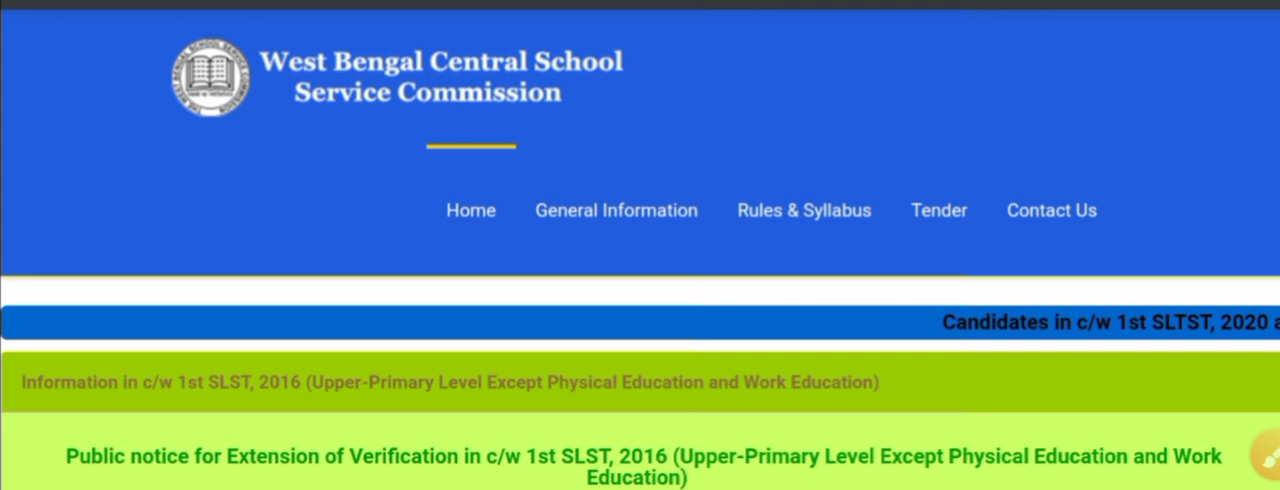 West Bengal Central School
Service Commission
Home General Information Rules & Syllabus Tender Contact Us
Candidates in c/w 1st SLTST, 2020 a
Information in c/w 1st SLST, 2016 (Upper-Primary Level Except Physical Education and Work Education)
Public notice for Extension of Verification in c/w 1st SLST, 2016 (Upper-Primary Level Except Physical Education and Work
Education)